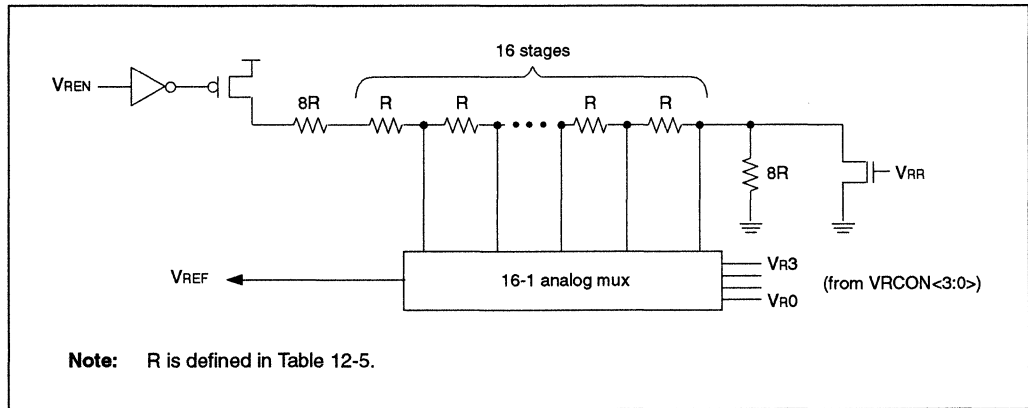 16 stages
VREN
8R R R R R
8R
VRR
VREF
16-1 analog mux
VR3
(from VRCON<3:0>)
VR0
Note: R is defined in Table 12-5.